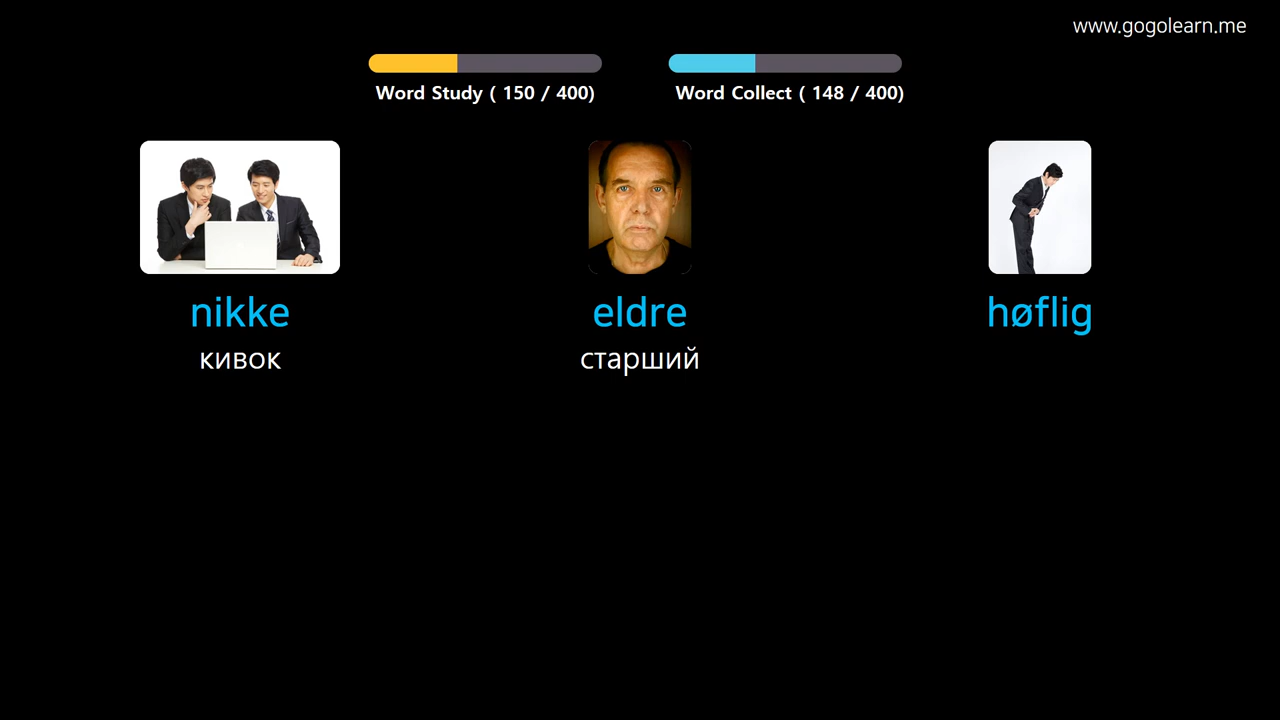 www.gogolearn.me
Word Study ( 150 / 400)
Word Collect ( 148 / 400)
nikke
eldre
høflig
кивок
старший